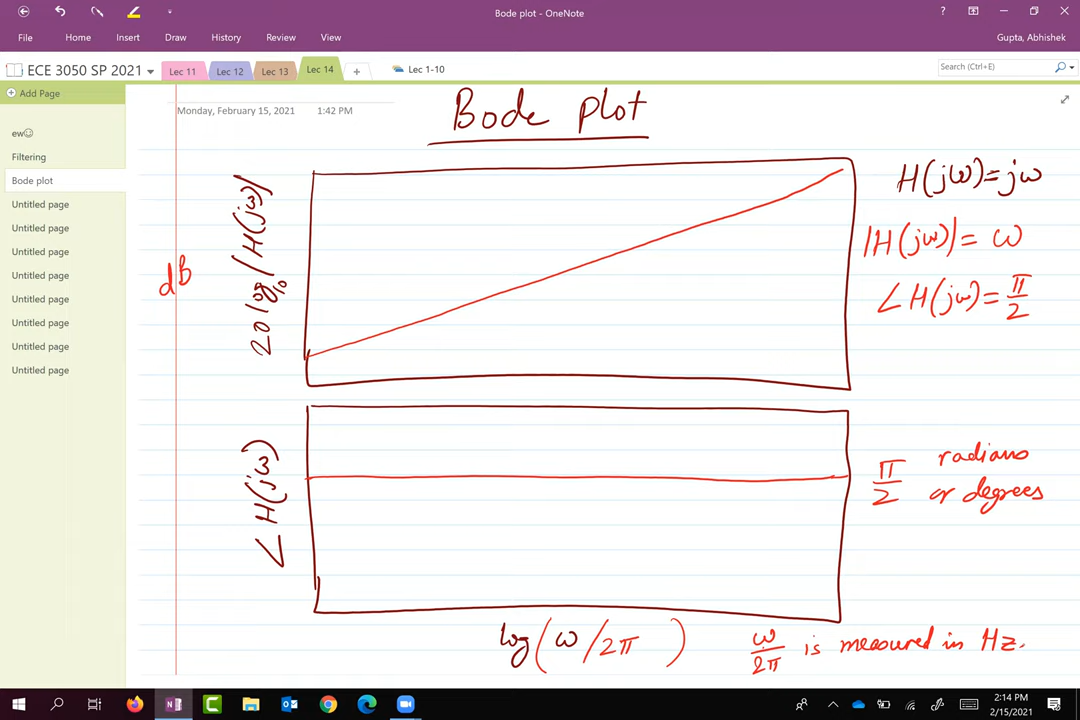 Bode plot - OneNote
Gupta, Abhishek
File Home Insert Draw History Review View
ECE 3050 SP 2021
Lec 11 Lec 12 Lec 13 Lec 14 Lec 1-10
Search (Ctrl+E)
Add Page
ew☺
Filtering
Bode plot
Untitled page
Untitled page
Untitled page
Untitled page
Untitled page
Untitled page
Untitled page
Untitled page
Monday, February 15, 2021 1:42 PM
Bode plot
20 log₁₀ |H(jω)|
dB
H(jω) = jω
|H(jω)| = ω
∠H(jω) = π/2
∠H(jω)
π/2 radians
or degrees
log(ω/2π)
ω/2π is measured in Hz.
2:14 PM
2/15/2021